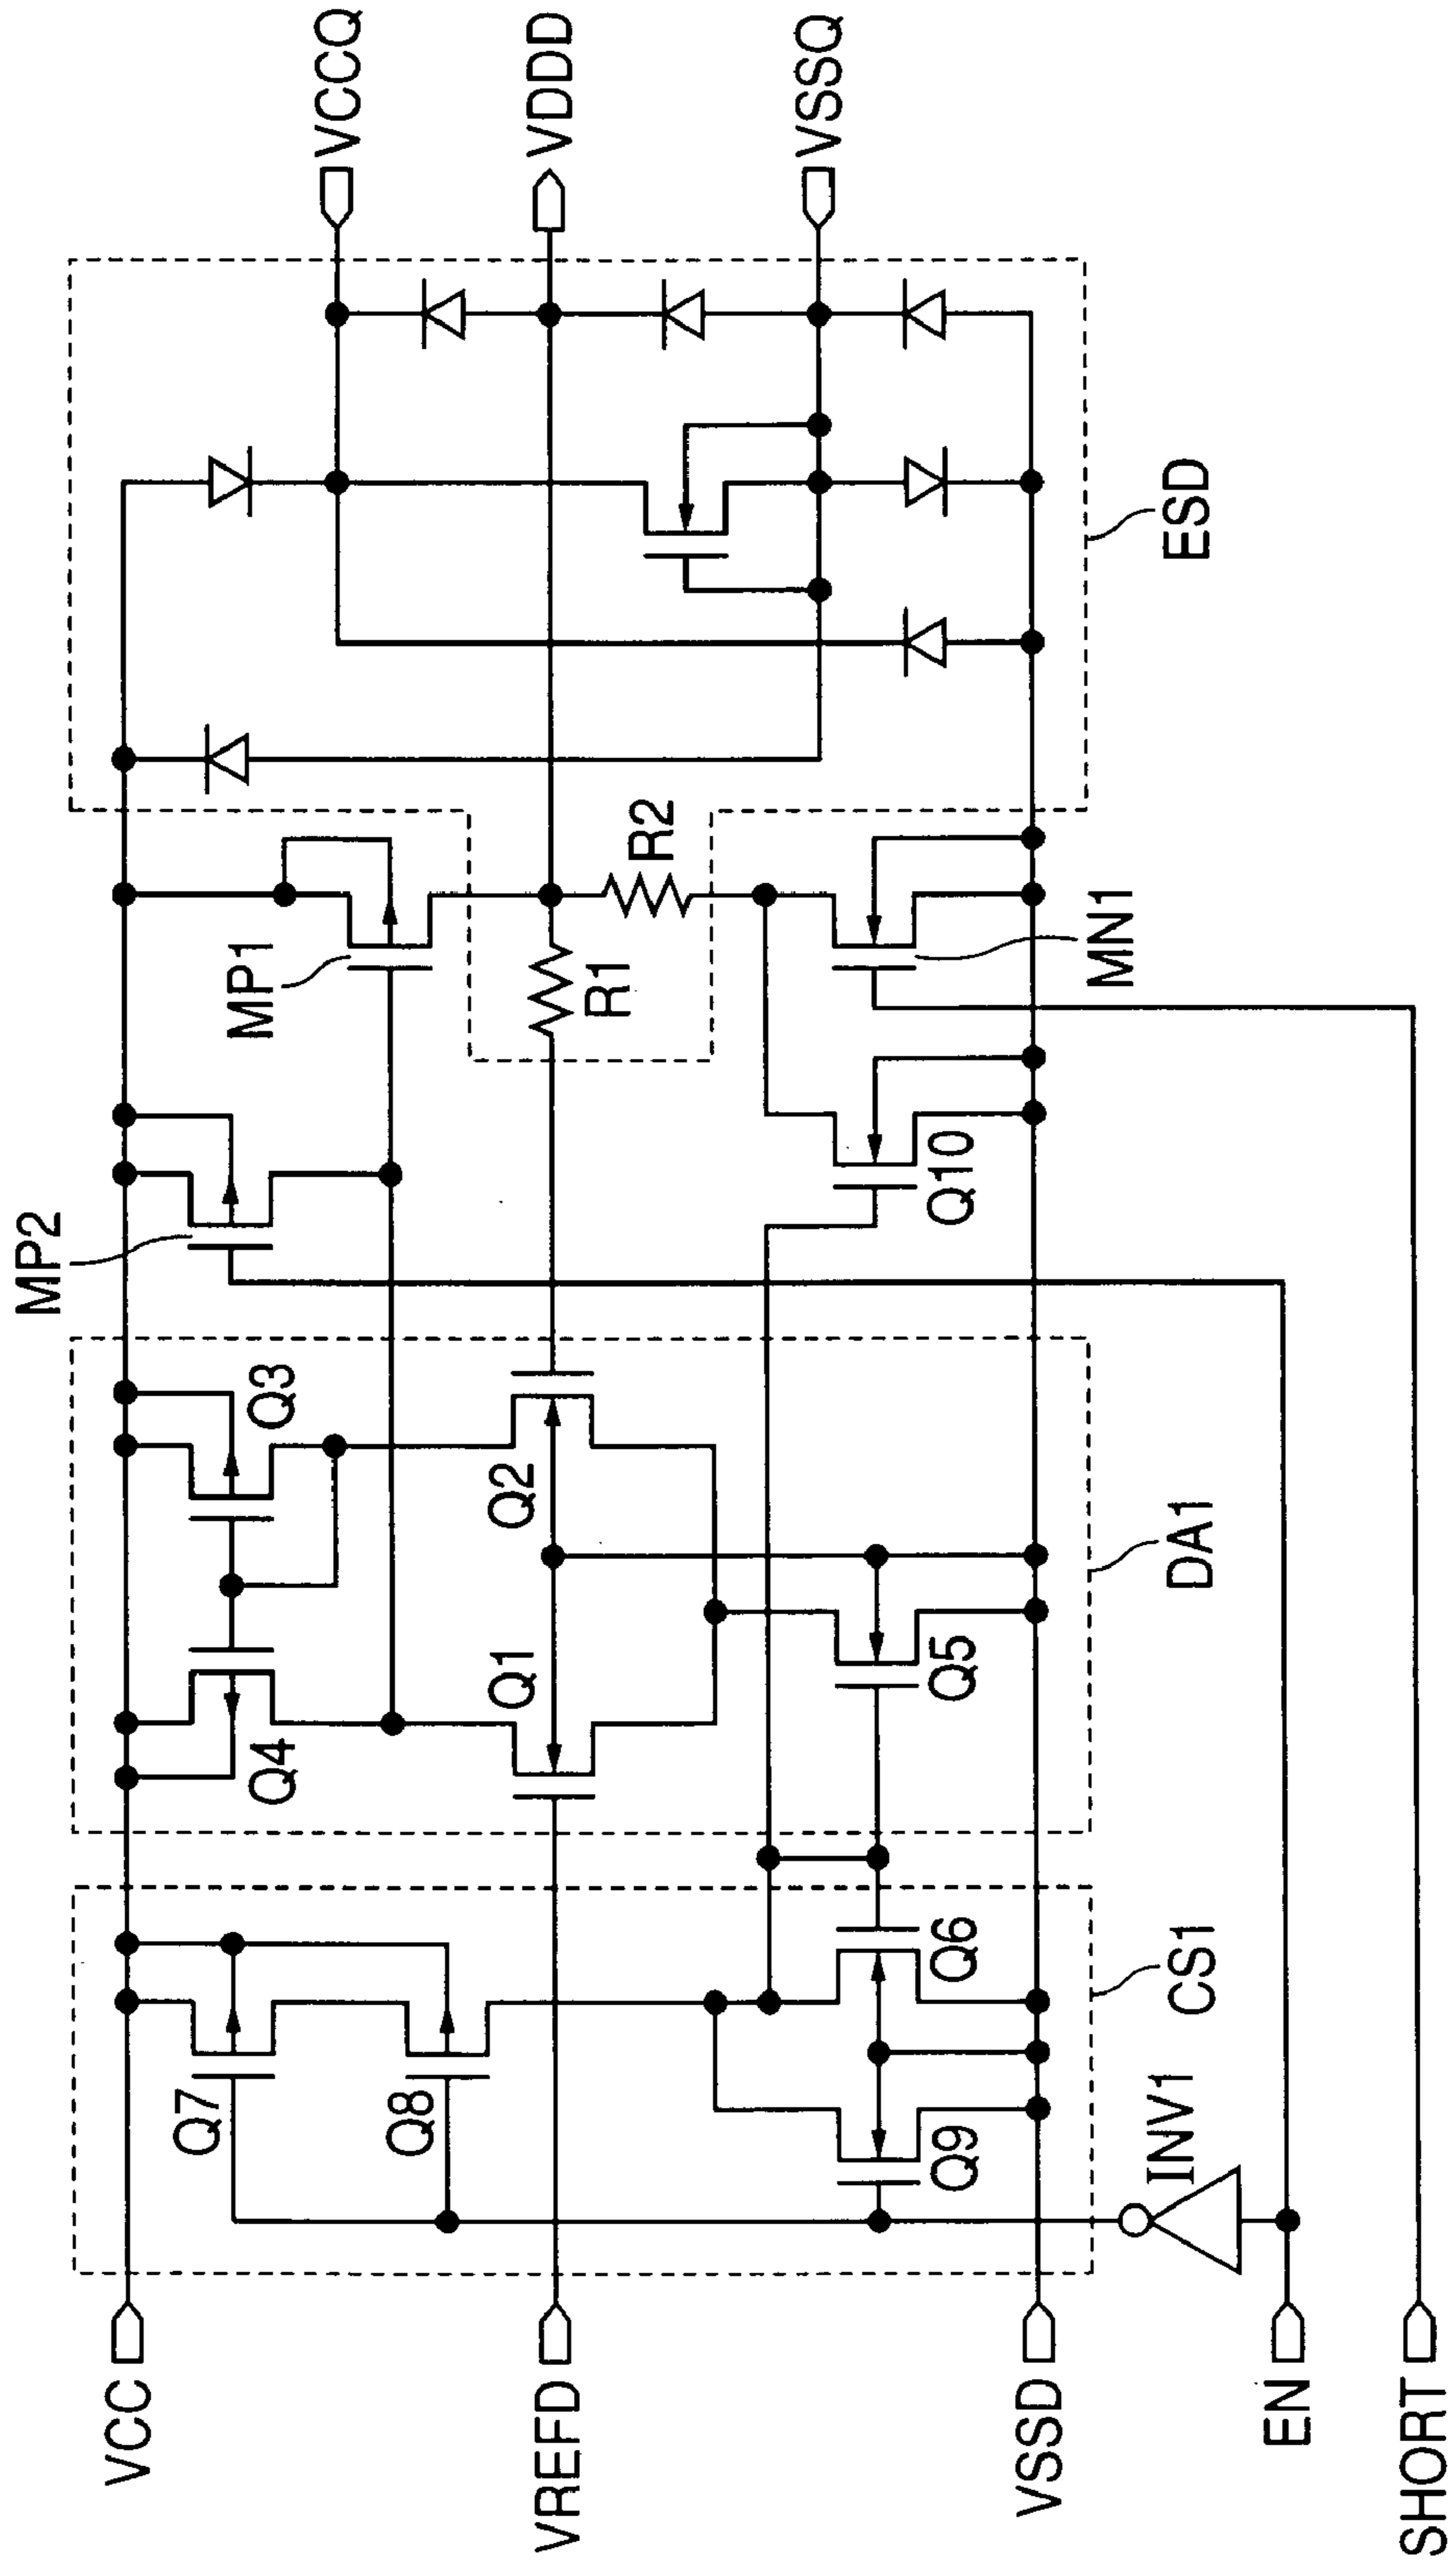 VCC
VREFD
VSSD
EN
SHORT
Q7
Q8
Q9
Q6
INV1
CS1
Q4
Q3
Q1
Q2
Q5
DA1
MP2
MP1
R1
R2
Q10
MN1
ESD
VCCQ
VDDD
VSSQ